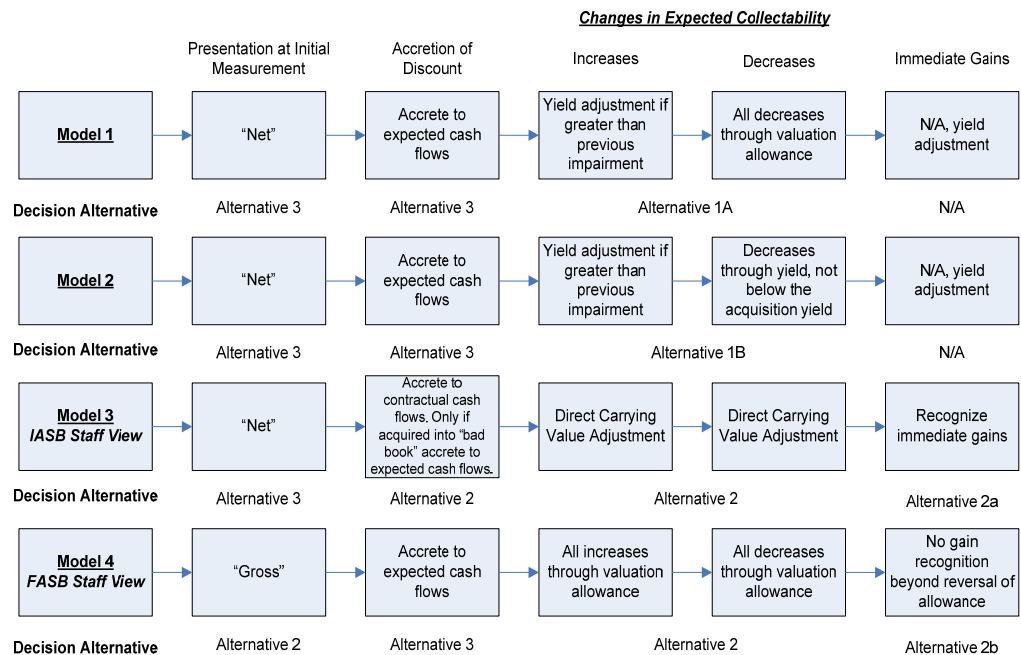 Changes in Expected Collectability
Presentation at Initial
Measurement
Accretion of
Discount
Increases
Decreases
Immediate Gains
Model 1
“Net”
Accrete to
expected cash
flows
Yield adjustment if
greater than
previous
impairment
All decreases
through valuation
allowance
N/A, yield
adjustment
Decision Alternative
Alternative 3
Alternative 3
Alternative 1A
N/A
Model 2
“Net”
Accrete to
expected cash
flows
Yield adjustment if
greater than
previous
impairment
Decreases
through yield, not
below the
acquisition yield
N/A, yield
adjustment
Decision Alternative
Alternative 3
Alternative 3
Alternative 1B
N/A
Model 3
IASB Staff View
“Net”
Accrete to
contractual cash
flows. Only if
acquired into “bad
book” accrete to
expected cash flows.
Direct Carrying
Value Adjustment
Direct Carrying
Value Adjustment
Recognize
immediate gains
Decision Alternative
Alternative 3
Alternative 2
Alternative 2
Alternative 2a
Model 4
FASB Staff View
“Gross”
Accrete to
expected cash
flows
All increases
through valuation
allowance
All decreases
through valuation
allowance
No gain
recognition
beyond reversal of
allowance
Decision Alternative
Alternative 2
Alternative 3
Alternative 2
Alternative 2b